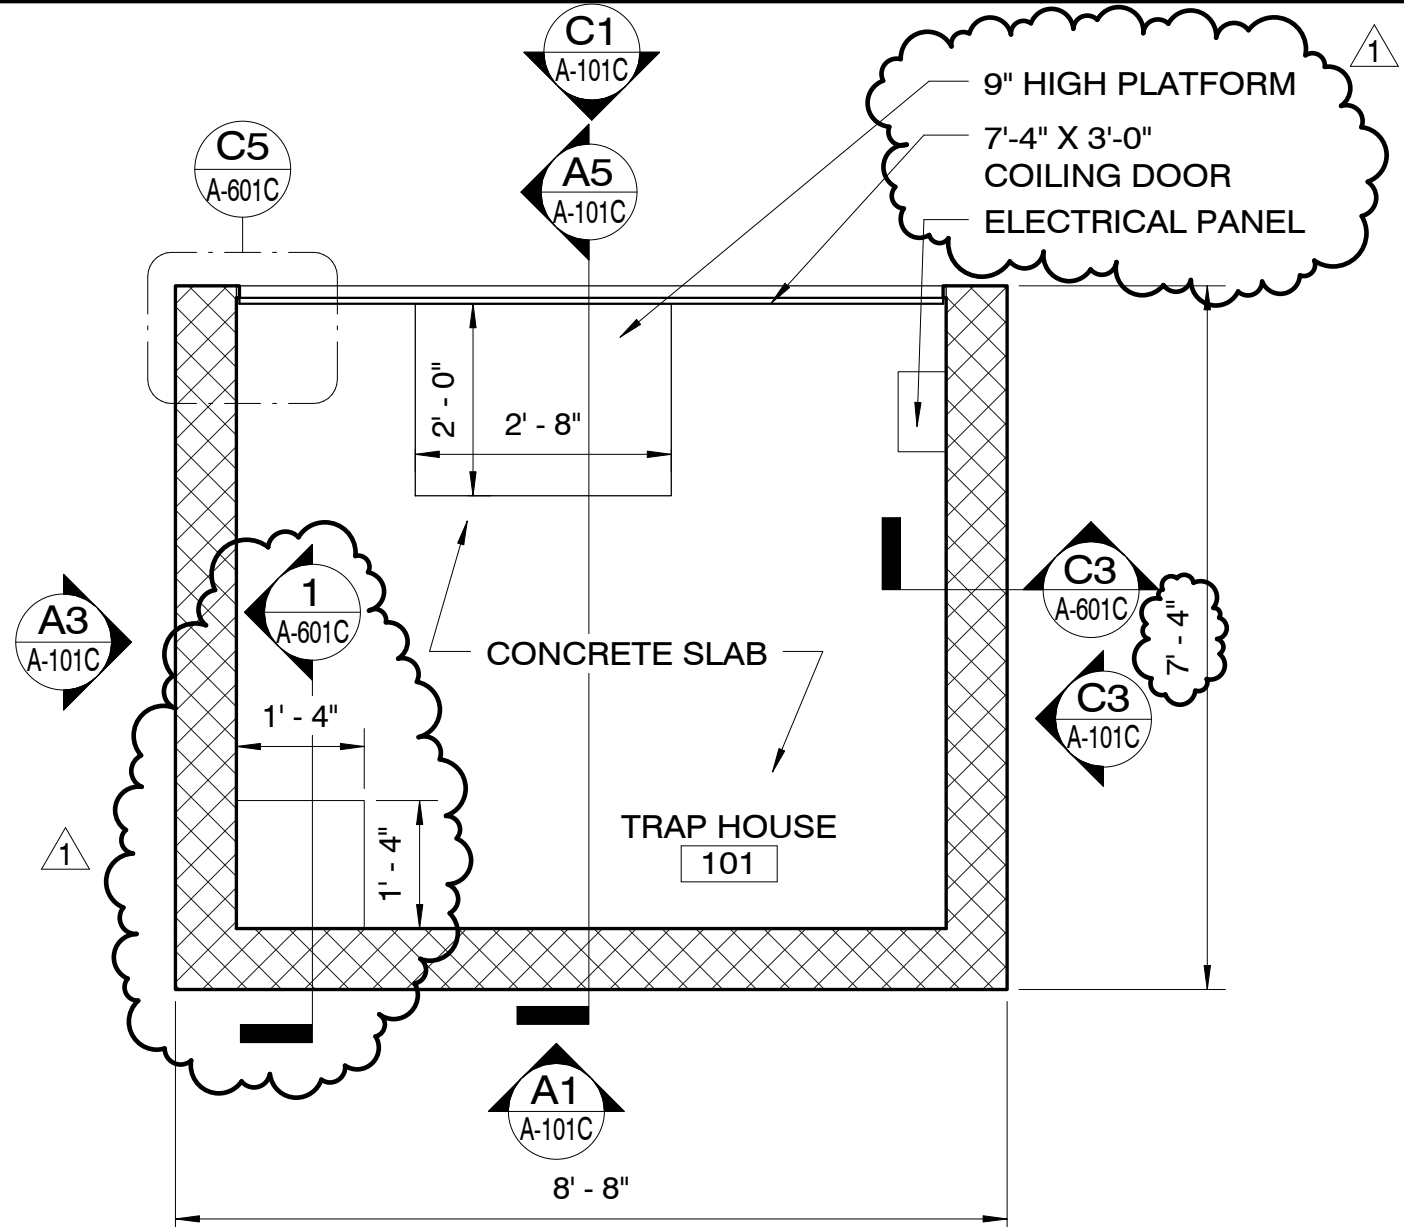 C1
A-101C
1
9" HIGH PLATFORM
7'-4" X 3'-0"
COILING DOOR
ELECTRICAL PANEL
C5
A-601C
A5
A-101C
2' - 0"
2' - 8"
1
A-601C
C3
A-601C
7' - 4"
A3
A-101C
CONCRETE SLAB
C3
A-101C
1' - 4"
1' - 4"
TRAP HOUSE
101
1
A1
A-101C
8' - 8"